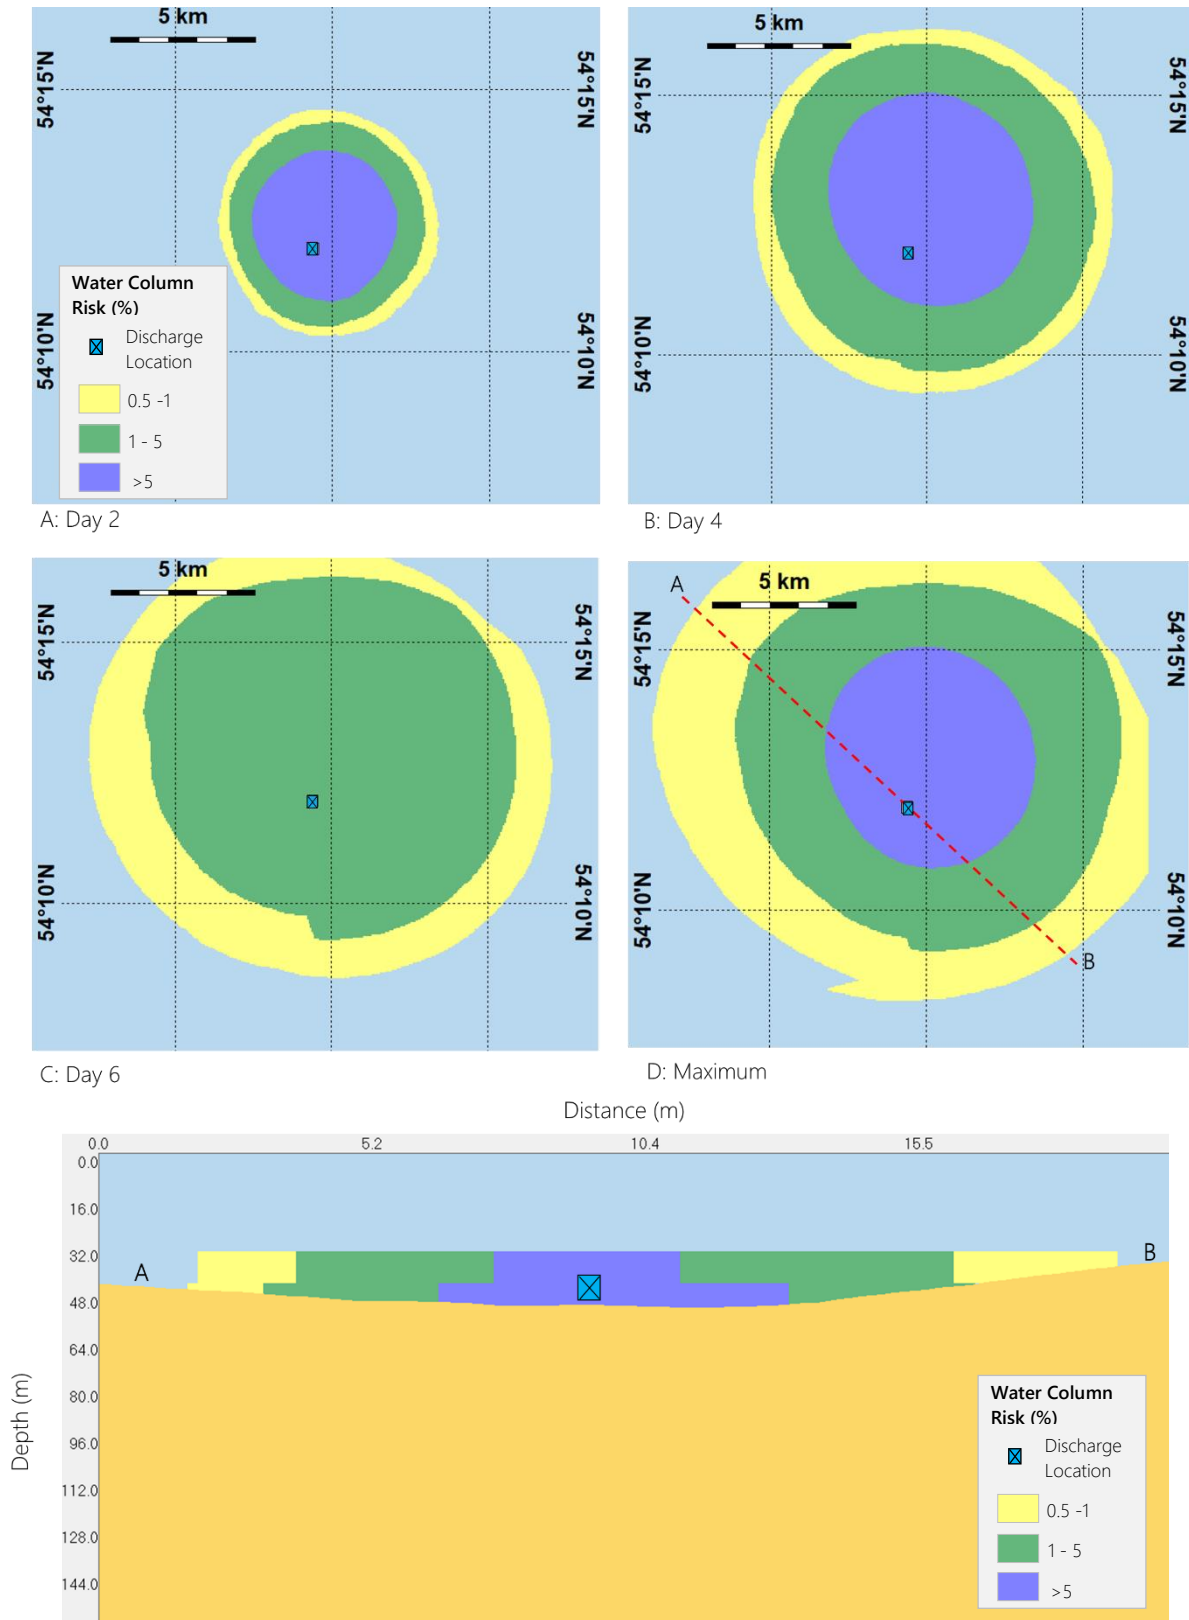 5 km
54°15'N
54°15'N
54°10'N
54°10'N
Water Column
Risk (%)
Discharge
Location
0.5 -1
1 - 5
>5
A: Day 2
5 km
54°15'N
54°15'N
54°10'N
54°10'N
B: Day 4
5 km
54°15'N
54°15'N
54°10'N
54°10'N
C: Day 6
A
5 km
54°15'N
54°15'N
54°10'N
54°10'N
B
D: Maximum
Distance (m)
0.0
5.2
10.4
15.5
0.0
16.0
32.0
48.0
64.0
80.0
96.0
112.0
128.0
144.0
Depth (m)
A
B
Water Column
Risk (%)
Discharge
Location
0.5 -1
1 - 5
>5